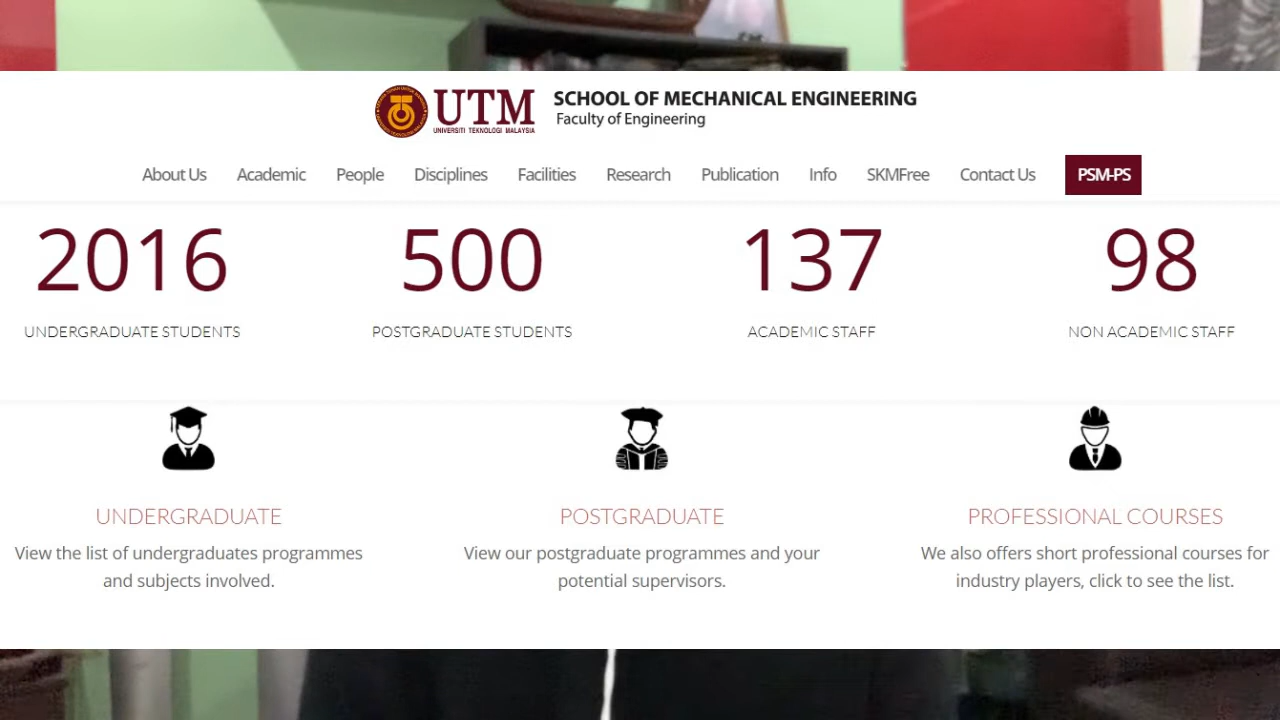 UTM
UNIVERSITI TEKNOLOGI MALAYSIA
SCHOOL OF MECHANICAL ENGINEERING
Faculty of Engineering
About Us Academic People Disciplines Facilities Research Publication Info SKMFree Contact Us PSM-PS
2016 500 137 98
UNDERGRADUATE STUDENTS POSTGRADUATE STUDENTS ACADEMIC STAFF NON ACADEMIC STAFF
UNDERGRADUATE
View the list of undergraduates programmes
and subjects involved.
POSTGRADUATE
View our postgraduate programmes and your
potential supervisors.
PROFESSIONAL COURSES
We also offers short professional courses for
industry players, click to see the list.